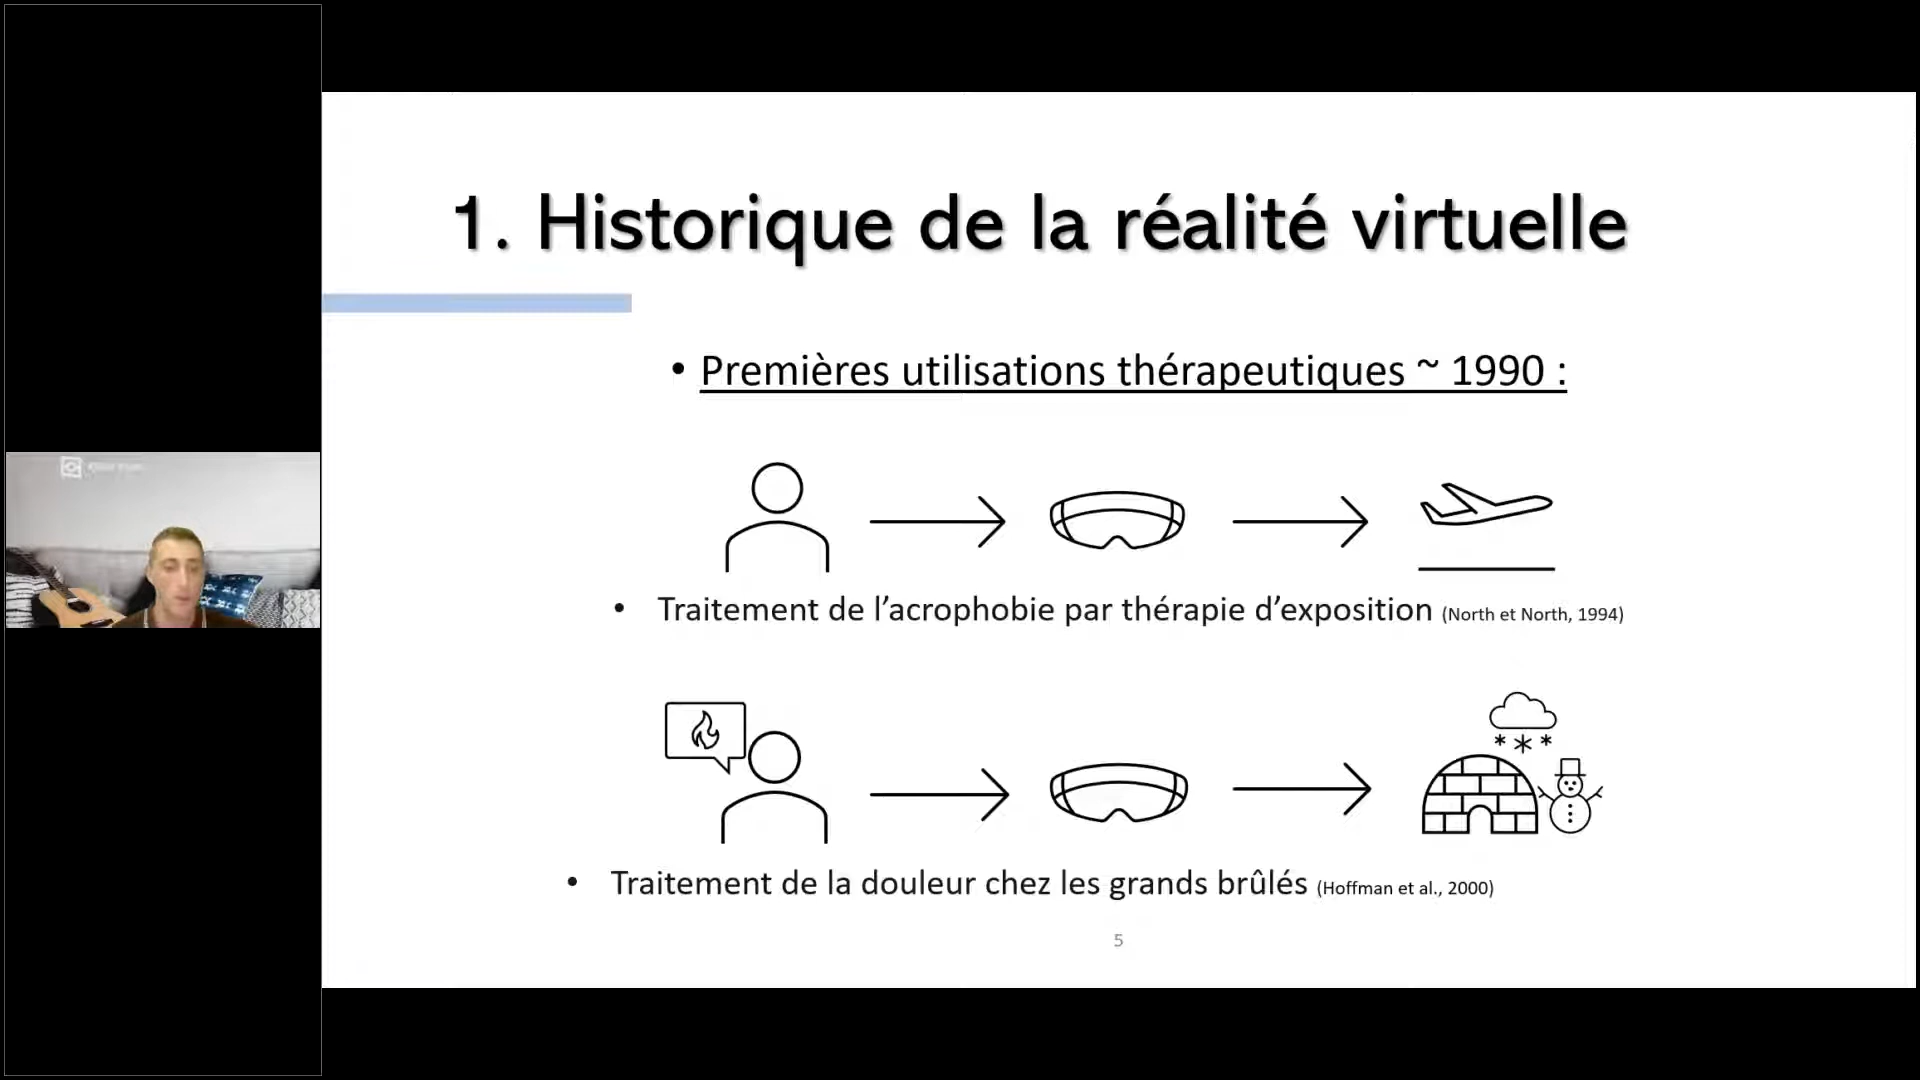 1. Historique de la réalité virtuelle
• Premières utilisations thérapeutiques ~ 1990 :
• Traitement de l’acrophobie par thérapie d’exposition (North et North, 1994)
• Traitement de la douleur chez les grands brûlés (Hoffman et al., 2000)
5